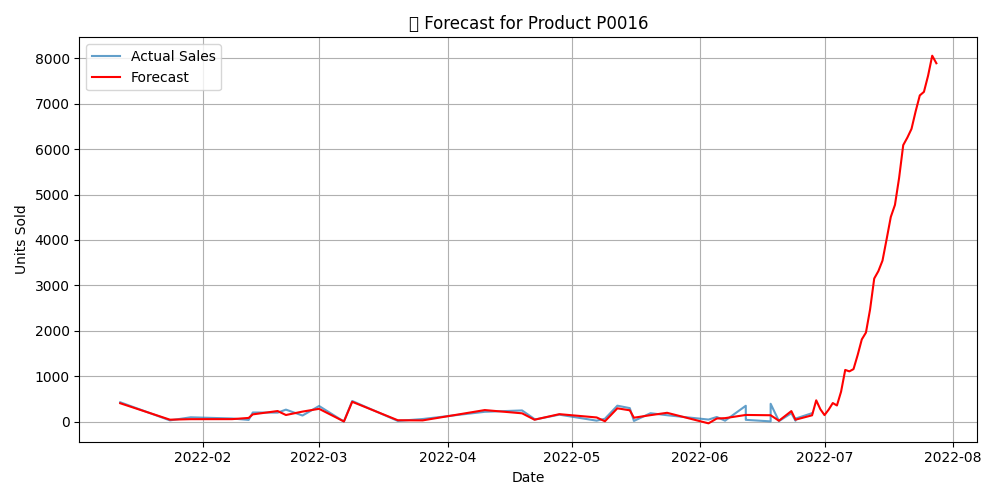 ▯ Forecast for Product P0016
Actual Sales
Forecast
Units Sold
8000
7000
6000
5000
4000
3000
2000
1000
0
2022-02 2022-03 2022-04 2022-05 2022-06 2022-07 2022-08
Date